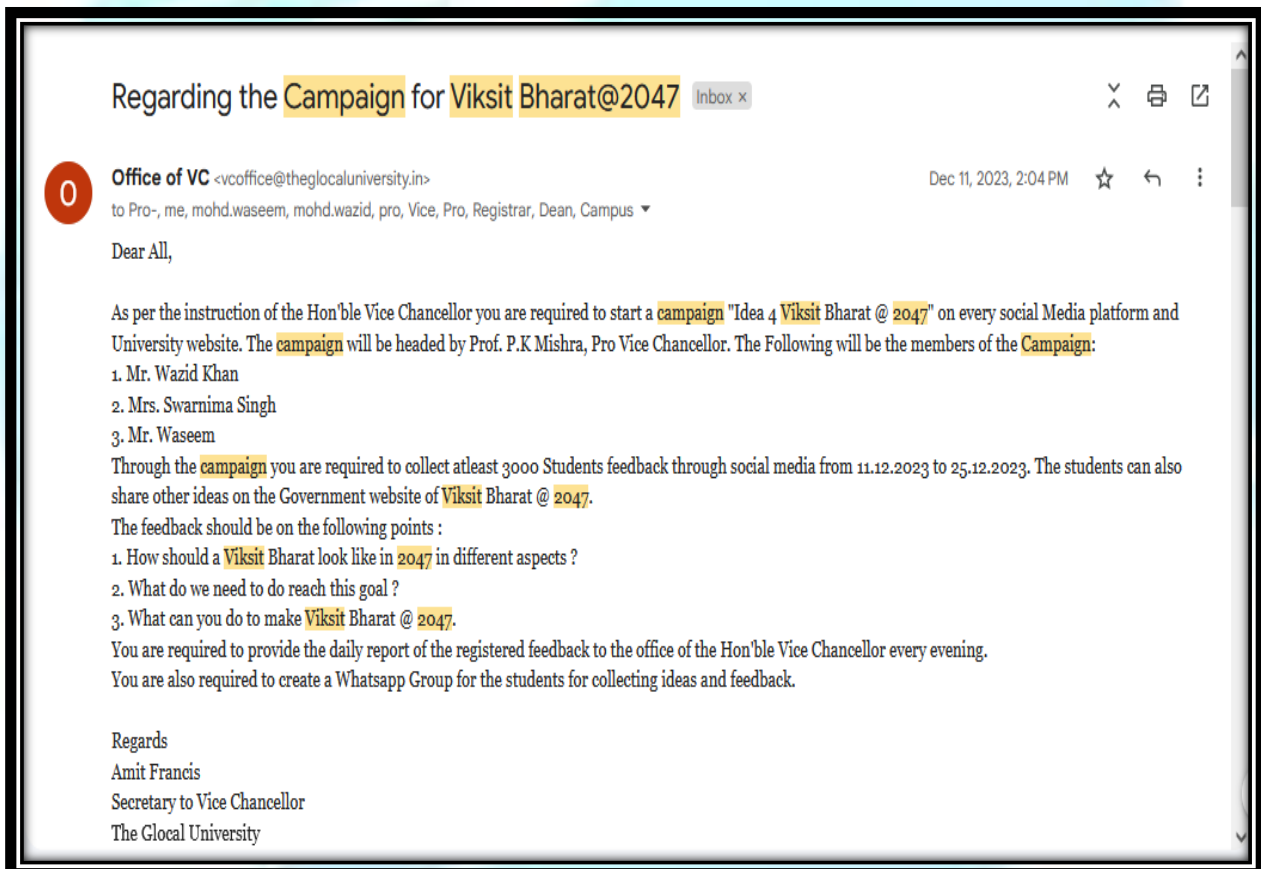 Regarding the Campaign for Viksit Bharat@2047 Inbox ×
O
Office of VC <vcoffice@theglocaluniversity.in>
Dec 11, 2023, 2:04 PM
to Pro-, me, mohd.waseem, mohd.wazid, pro, Vice, Pro, Registrar, Dean, Campus
Dear All,
As per the instruction of the Hon'ble Vice Chancellor you are required to start a campaign "Idea 4 Viksit Bharat @ 2047" on every social Media platform and
University website. The campaign will be headed by Prof. P.K Mishra, Pro Vice Chancellor. The Following will be the members of the Campaign:
1. Mr. Wazid Khan
2. Mrs. Swarnima Singh
3. Mr. Waseem
Through the campaign you are required to collect atleast 3000 Students feedback through social media from 11.12.2023 to 25.12.2023. The students can also
share other ideas on the Government website of Viksit Bharat @ 2047.
The feedback should be on the following points :
1. How should a Viksit Bharat look like in 2047 in different aspects ?
2. What do we need to do reach this goal ?
3. What can you do to make Viksit Bharat @ 2047.
You are required to provide the daily report of the registered feedback to the office of the Hon'ble Vice Chancellor every evening.
You are also required to create a Whatsapp Group for the students for collecting ideas and feedback.
Regards
Amit Francis
Secretary to Vice Chancellor
The Glocal University